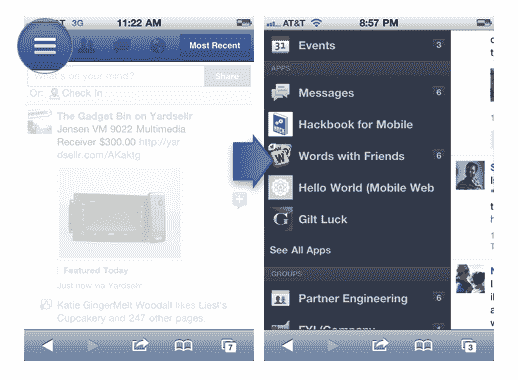 AT&T 3G 11:22 AM
Most Recent
What's on your mind?
Share
Or: Check In
The Gadget Bin on Yardsellr
Jensen VM 9022 Multimedia
Receiver $300.00 http://yar
dsellr.com/AKaktg
Featured Today
Just now via Yardsellr
Katie GingerMelt Woodall likes Liesl's
Cupcakery and 247 other pages.
7
AT&T 8:57 PM
31 Events 3
APPS
Messages 6
Hackbook for Mobile
Words with Friends 6
Hello World (Mobile Web
G Gilt Luck
See All Apps
GROUPS
Partner Engineering 6
FYI/Company
3